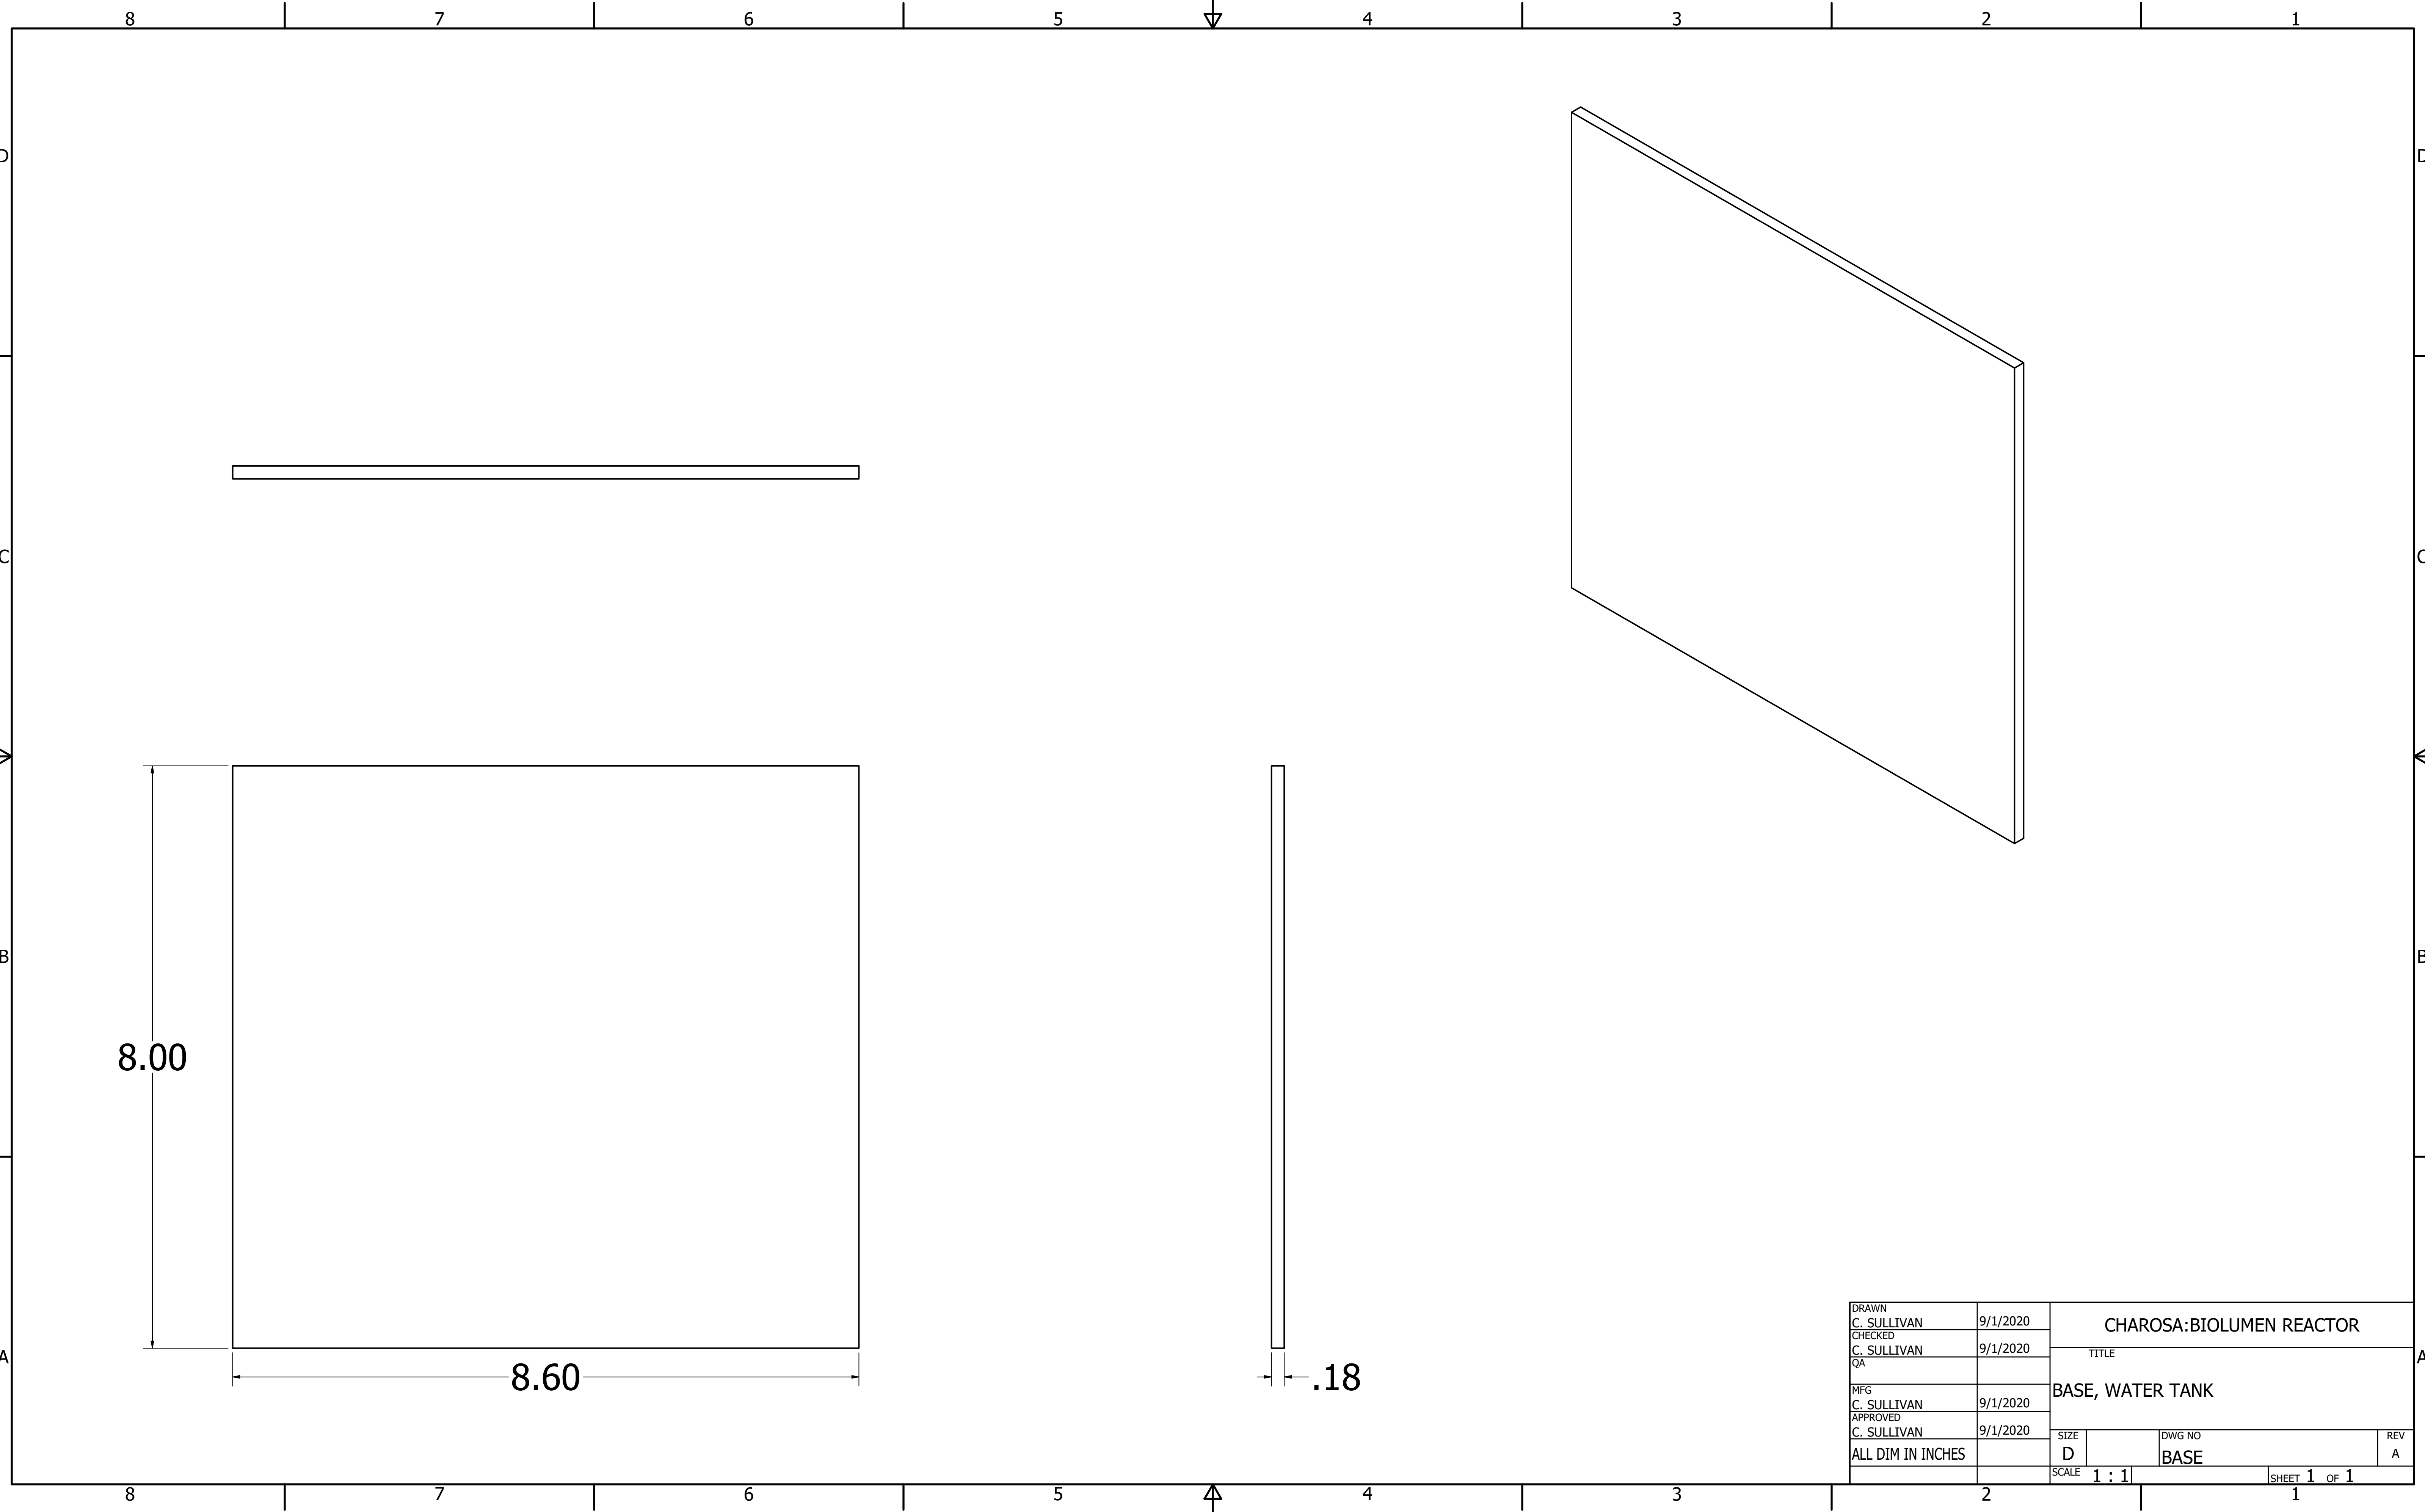 8 7 6 5 4 3 2 1
D D
C C
B B
8.00
8.60 .18
A A
DRAWN
C. SULLIVAN 9/1/2020
CHAROSA:BIOLUMEN REACTOR
CHECKED
C. SULLIVAN 9/1/2020
TITLE
QA
BASE, WATER TANK
MFG
C. SULLIVAN 9/1/2020
APPROVED
C. SULLIVAN 9/1/2020
SIZE DWG NO REV
ALL DIM IN INCHES D BASE A
SCALE 1 : 1 SHEET 1 OF 1
8 7 6 5 4 3 2 1